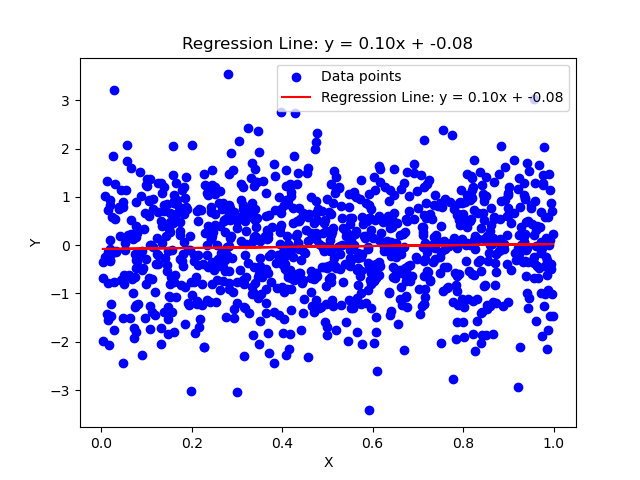 Regression Line: y = 0.10x + -0.08
Data points
Regression Line: y = 0.10x + -0.08
3
2
1
0
−1
−2
−3
Y
0.0 0.2 0.4 0.6 0.8 1.0
X